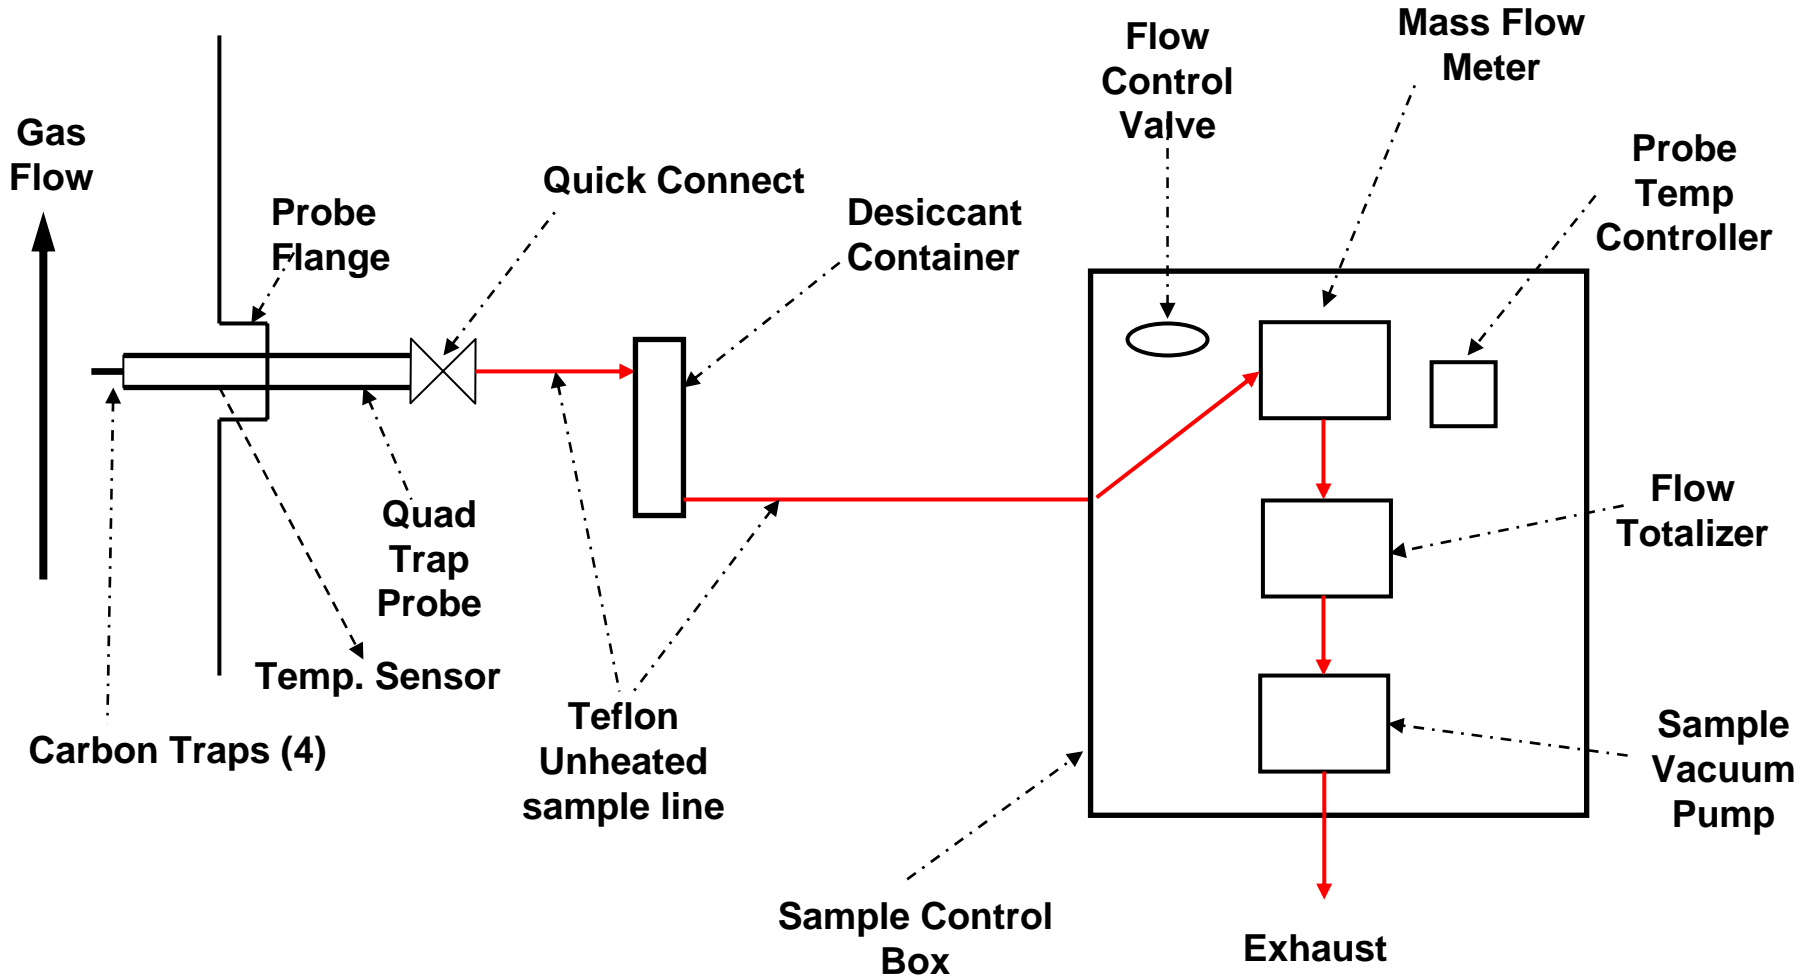 Gas
Flow
Probe
Flange
Quick Connect
Desiccant
Container
Flow
Control
Valve
Mass Flow
Meter
Probe
Temp
Controller
Quad
Trap
Probe
Temp. Sensor
Carbon Traps (4)
Teflon
Unheated
sample line
Flow
Totalizer
Sample
Vacuum
Pump
Sample Control
Box
Exhaust